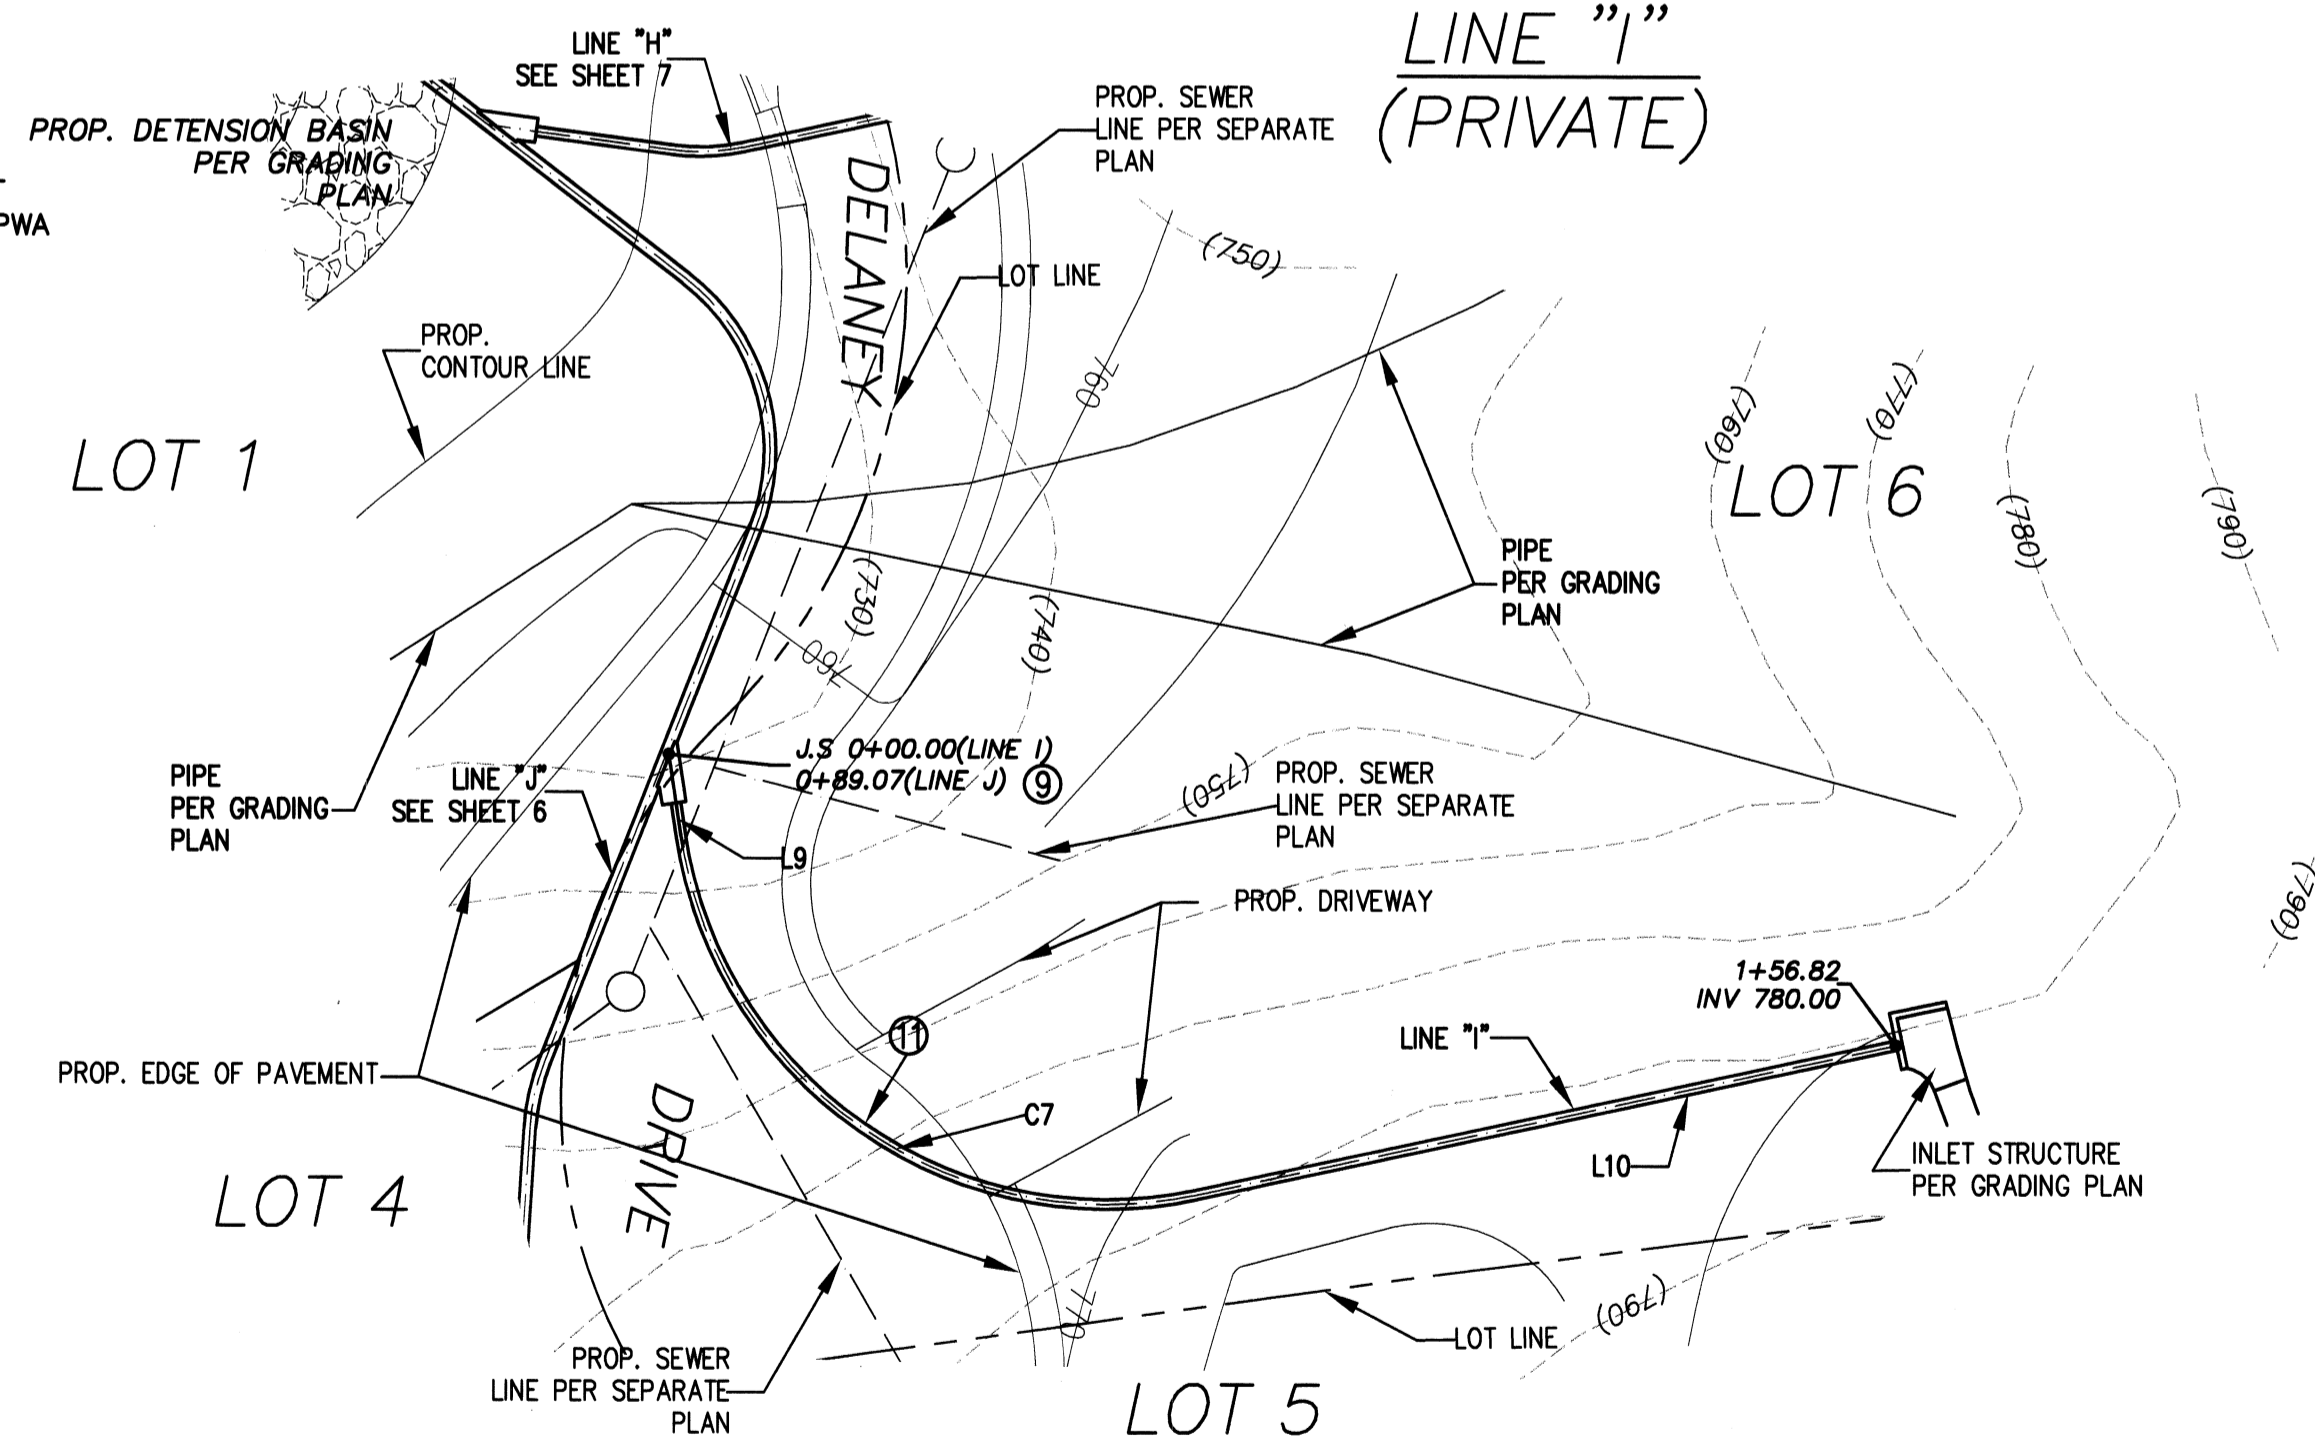 LINE "I"
(PRIVATE)
LINE "H"
SEE SHEET 7
PROP. SEWER
LINE PER SEPARATE
PLAN
PROP. DETENSION BASIN
PER GRADING
PLAN
PWA
DELANEY
(750)
LOT LINE
PROP.
CONTOUR LINE
760
(760)
(770)
LOT 1
LOT 6
(780)
(790)
PIPE
PER GRADING
PLAN
(730)
(740)
760
J.S 0+00.00(LINE I)
0+89.07(LINE J) 9
LINE "J"
SEE SHEET 6
PIPE
PER GRADING
PLAN
(750)
PROP. SEWER
LINE PER SEPARATE
PLAN
L9
PROP. DRIVEWAY
(790)
1+56.82
INV 780.00
11
LINE "I"
PROP. EDGE OF PAVEMENT
C7
DRIVE
L10
INLET STRUCTURE
PER GRADING PLAN
LOT 4
770
(790)
LOT LINE
PROP. SEWER
LINE PER SEPARATE
PLAN
LOT 5